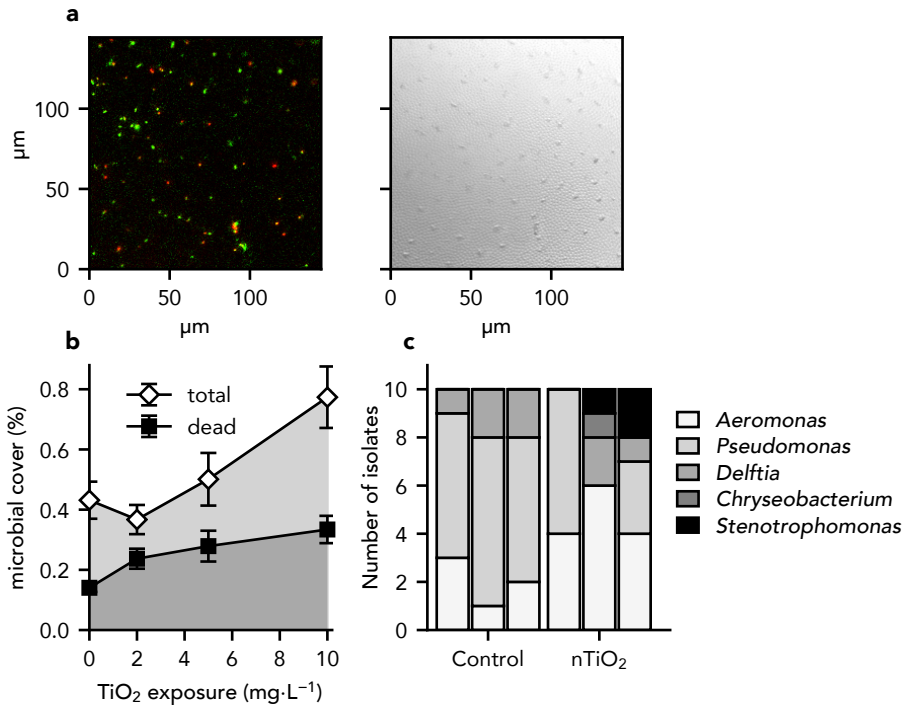 a
100
50
0
µm
0 50 100
µm
0 50 100
µm
b
0.8
0.6
0.4
0.2
0.0
microbial cover (%)
total
dead
0 2 4 6 8 10
TiO₂ exposure (mg·L⁻¹)
c
10
8
6
4
2
0
Number of isolates
Control nTiO₂
Aeromonas
Pseudomonas
Delftia
Chryseobacterium
Stenotrophomonas